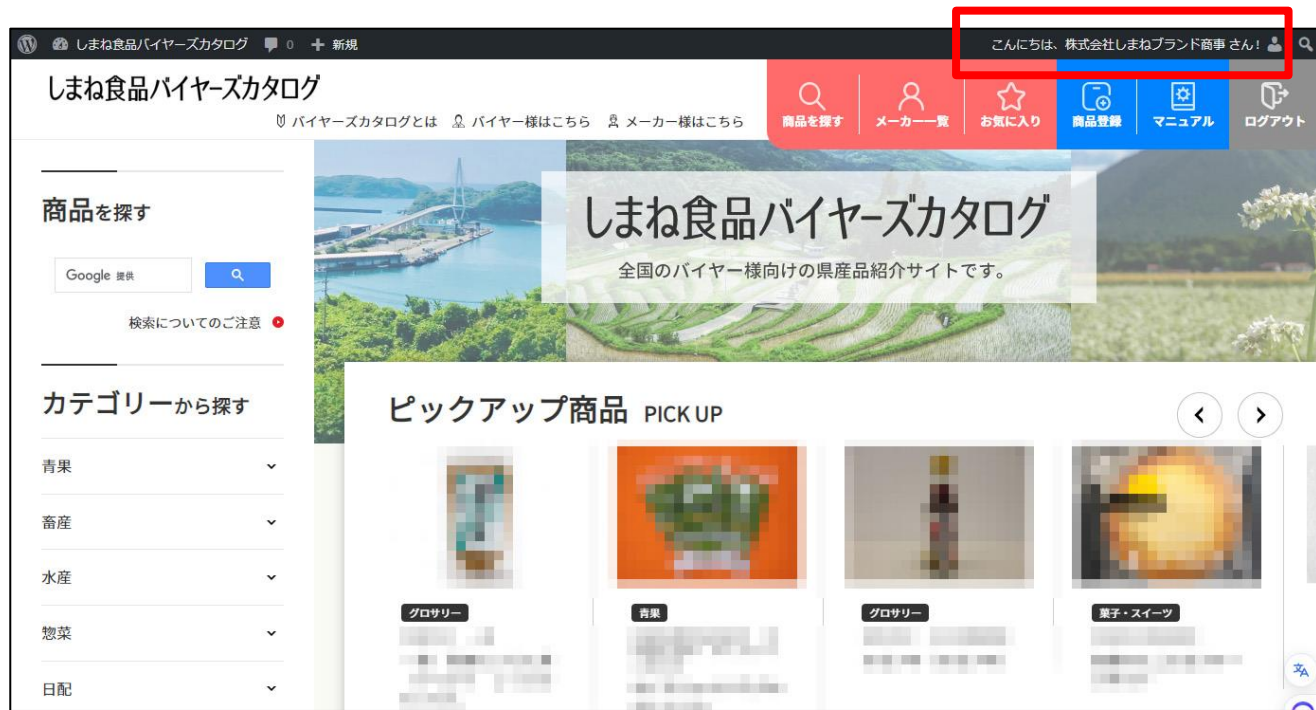 しまね食品バイヤーズカタログ 0 + 新規 こんにちは、株式会社しまねブランド商事 さん!
しまね食品バイヤーズカタログ
バイヤーズカタログとは バイヤー様はこちら メーカー様はこちら
商品を探す メーカー一覧 お気に入り 商品登録 マニュアル ログアウト
しまね食品バイヤーズカタログ
全国のバイヤー様向けの県産品紹介サイトです。
商品を探す
Google 提供
検索についてのご注意
カテゴリーから探す
青果
畜産
水産
惣菜
日配
ピックアップ商品 PICK UP
グロサリー 青果 グロサリー 菓子・スイーツ